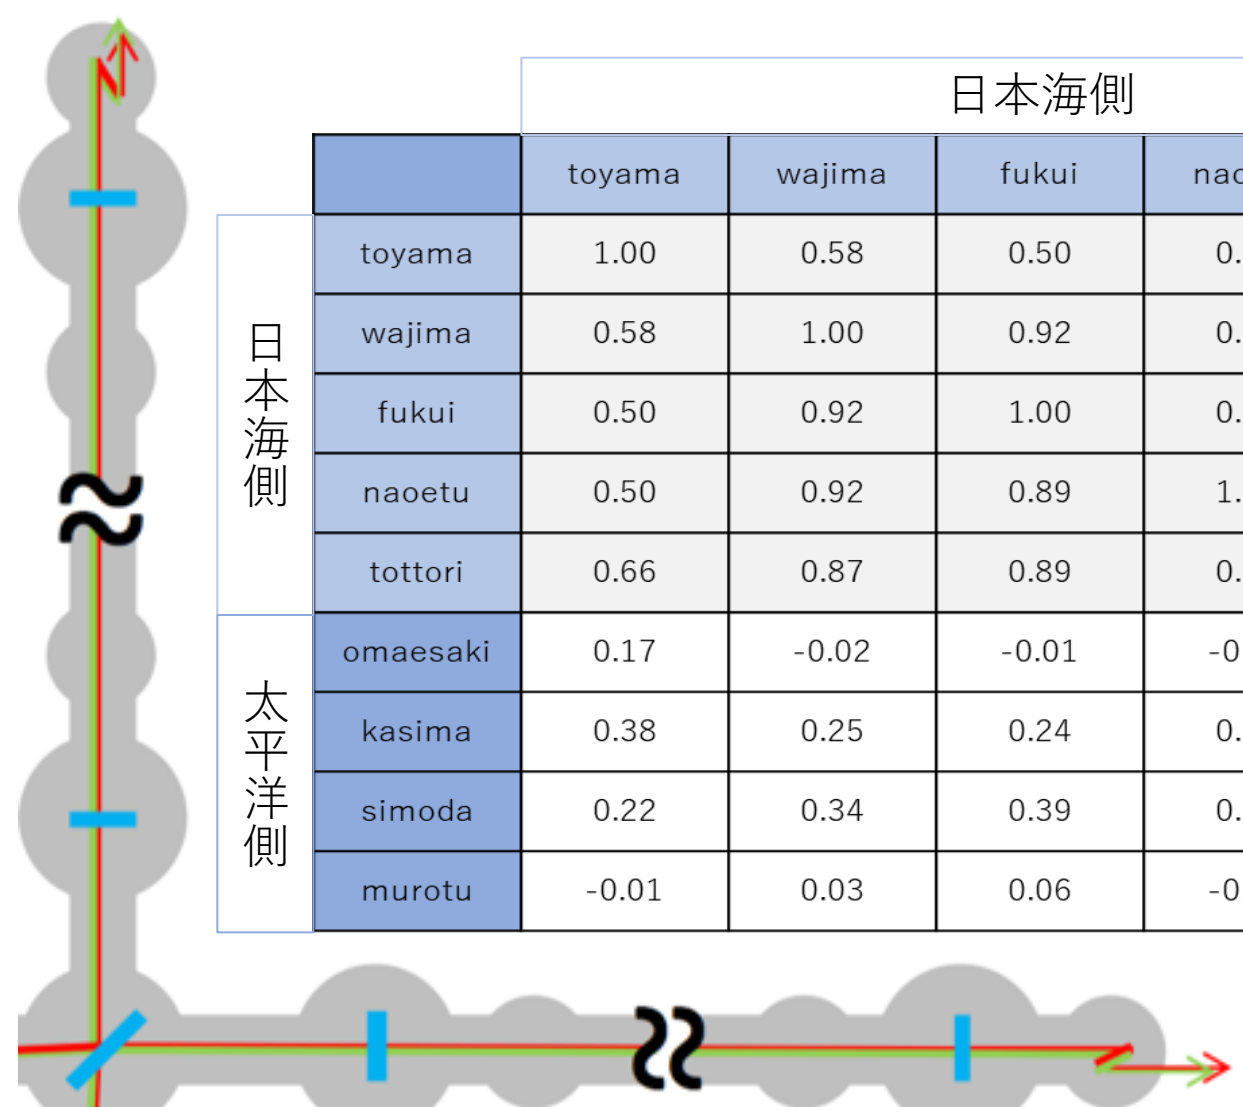 日本海側
toyama wajima fukui
日本海側
toyama 1.00 0.58 0.50
wajima 0.58 1.00 0.92
fukui 0.50 0.92 1.00
naoetu 0.50 0.92 0.89
tottori 0.66 0.87 0.89
太平洋側
omaesaki 0.17 -0.02 -0.01
kasima 0.38 0.25 0.24
simoda 0.22 0.34 0.39
murotu -0.01 0.03 0.06